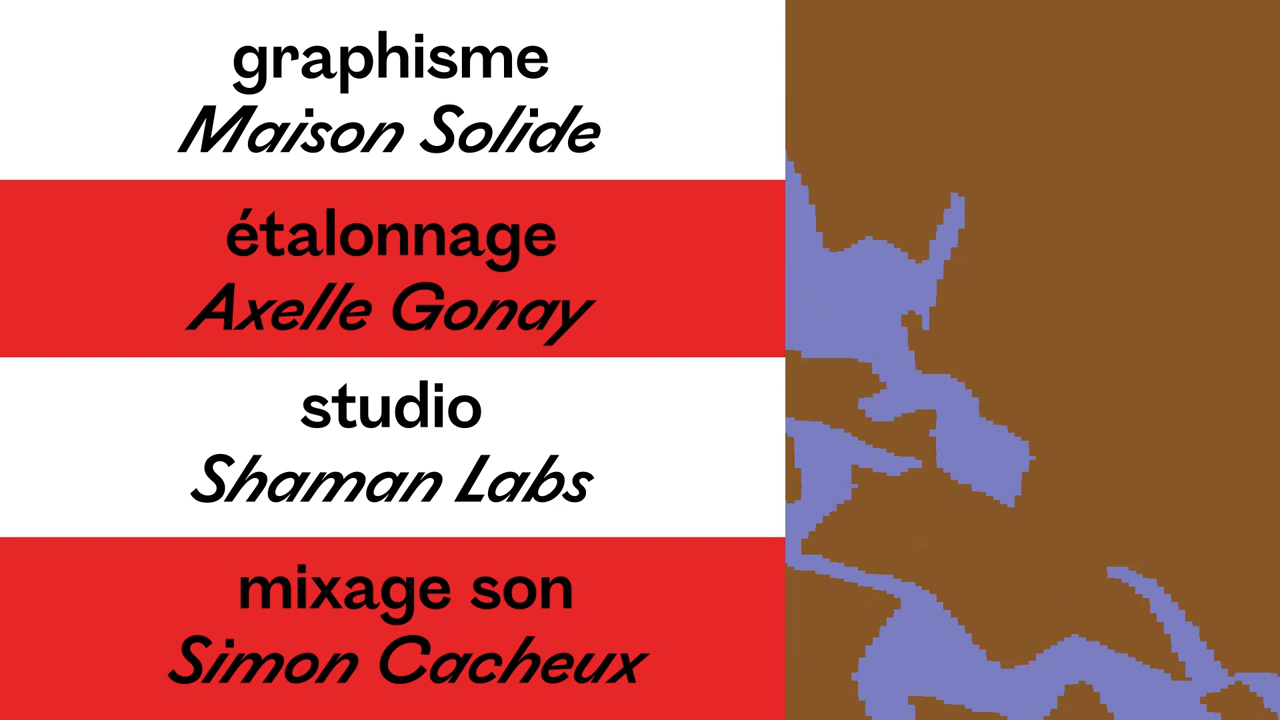 graphisme
Maison Solide
étalonnage
Axelle Gonay
studio
Shaman Labs
mixage son
Simon Cacheux